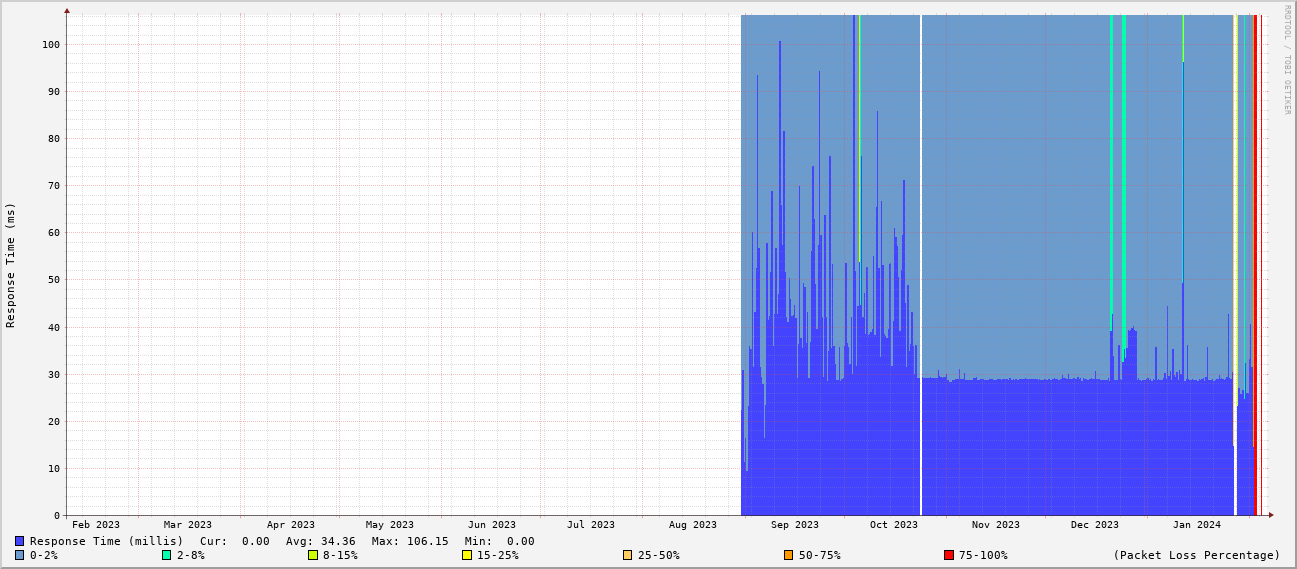 RRDTOOL / TOBI OETIKER
Response Time (ms)
100
90
80
70
60
50
40
30
20
10
0
Feb 2023 Mar 2023 Apr 2023 May 2023 Jun 2023 Jul 2023 Aug 2023 Sep 2023 Oct 2023 Nov 2023 Dec 2023 Jan 2024
Response Time (millis) Cur: 0.00 Avg: 34.36 Max: 106.15 Min: 0.00
0-2% 2-8% 8-15% 15-25% 25-50% 50-75% 75-100% (Packet Loss Percentage)